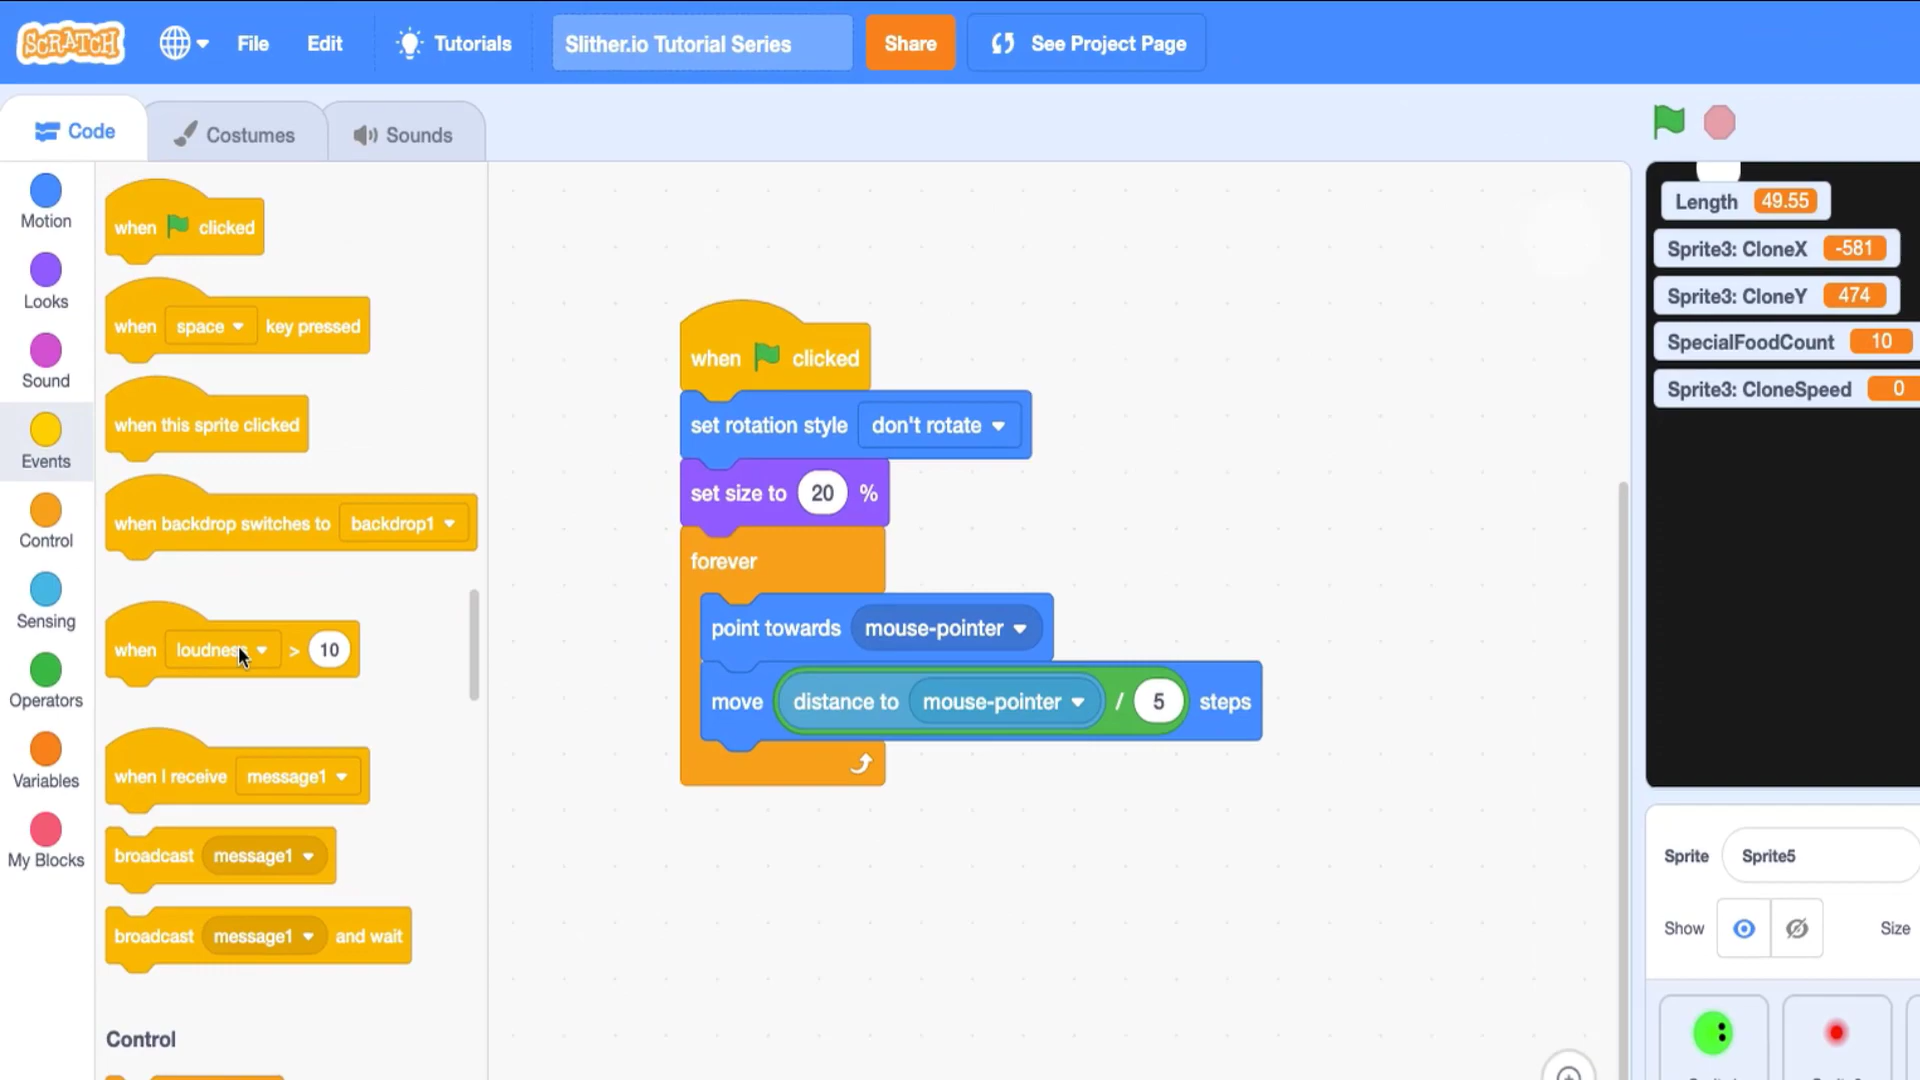 SCRATCH File Edit Tutorials Slither.io Tutorial Series Share See Project Page
Code Costumes Sounds
Motion
Looks
Sound
Events
Control
Sensing
Operators
Variables
My Blocks
when clicked
when space key pressed
when this sprite clicked
when backdrop switches to backdrop1
when loudness > 10
when I receive message1
broadcast message1
broadcast message1 and wait
Control
when clicked
set rotation style don't rotate
set size to 20 %
forever
point towards mouse-pointer
move distance to mouse-pointer / 5 steps
Length 49.55
Sprite3: CloneX -581
Sprite3: CloneY 474
SpecialFoodCount 10
Sprite3: CloneSpeed 0
Sprite Sprite5
Show Size